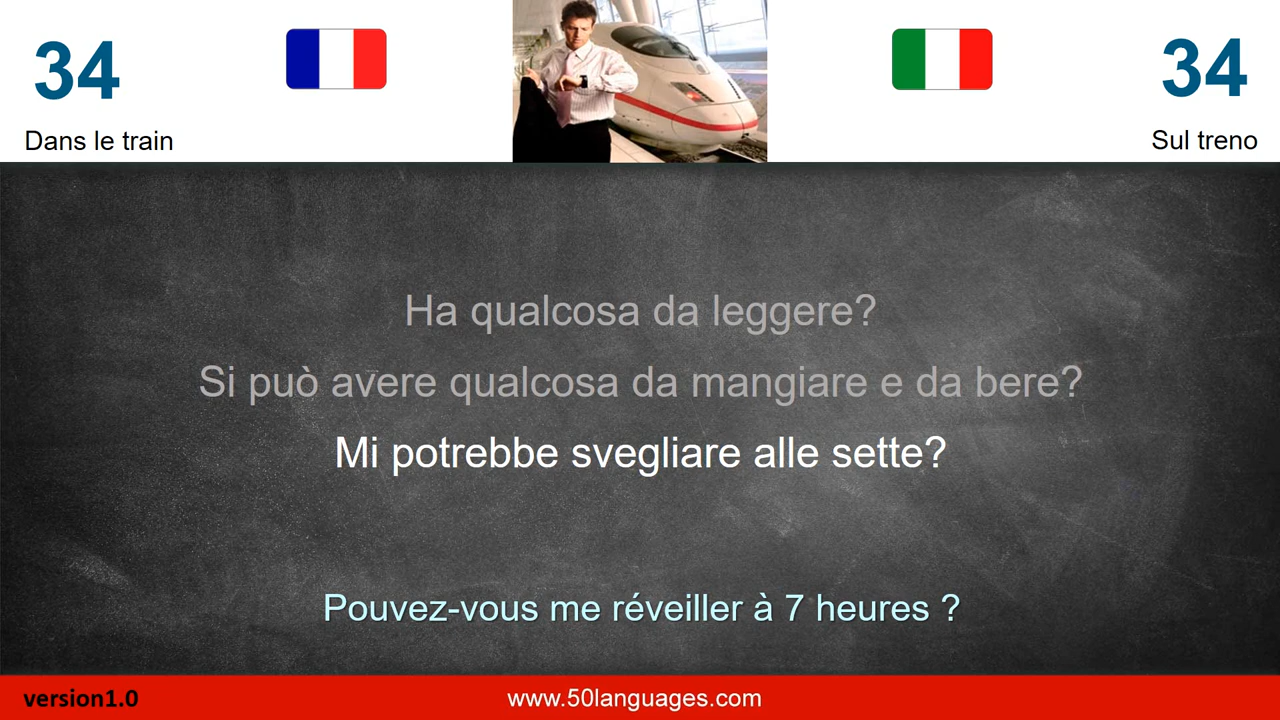 34
34
Dans le train
Sul treno
Ha qualcosa da leggere?
Si può avere qualcosa da mangiare e da bere?
Mi potrebbe svegliare alle sette?
Pouvez-vous me réveiller à 7 heures ?
version1.0
www.50languages.com